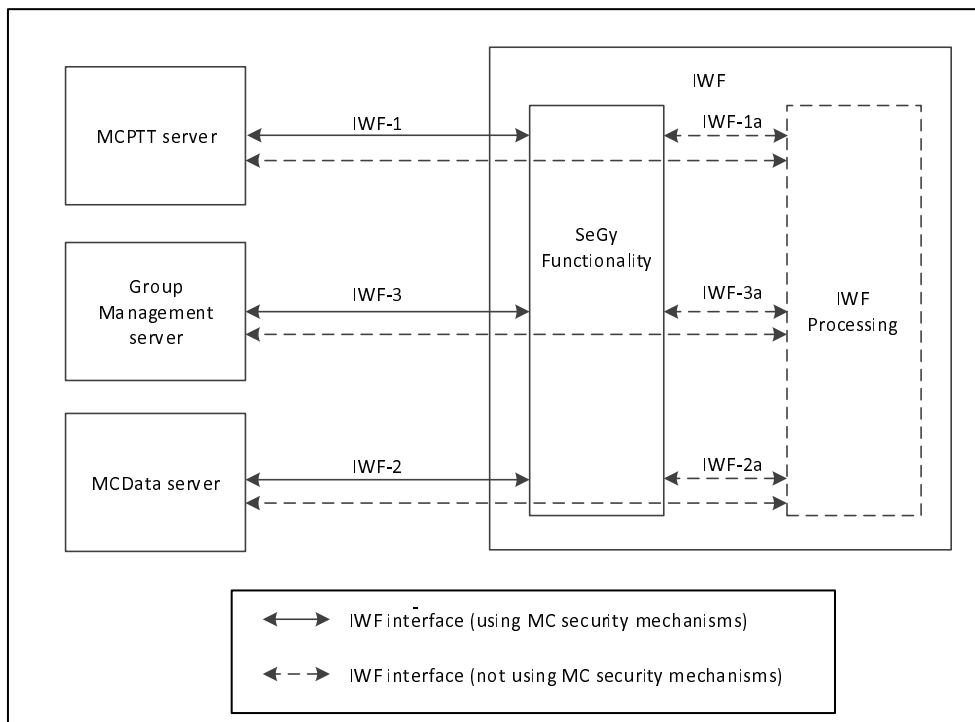 IWF
MCPTT server
IWF-1
IWF-1a
SeGy
Functionality
Group
Management
server
IWF-3
IWF-3a
IWF
Processing
MCData server
IWF-2
IWF-2a
IWF interface (using MC security mechanisms)
IWF interface (not using MC security mechanisms)